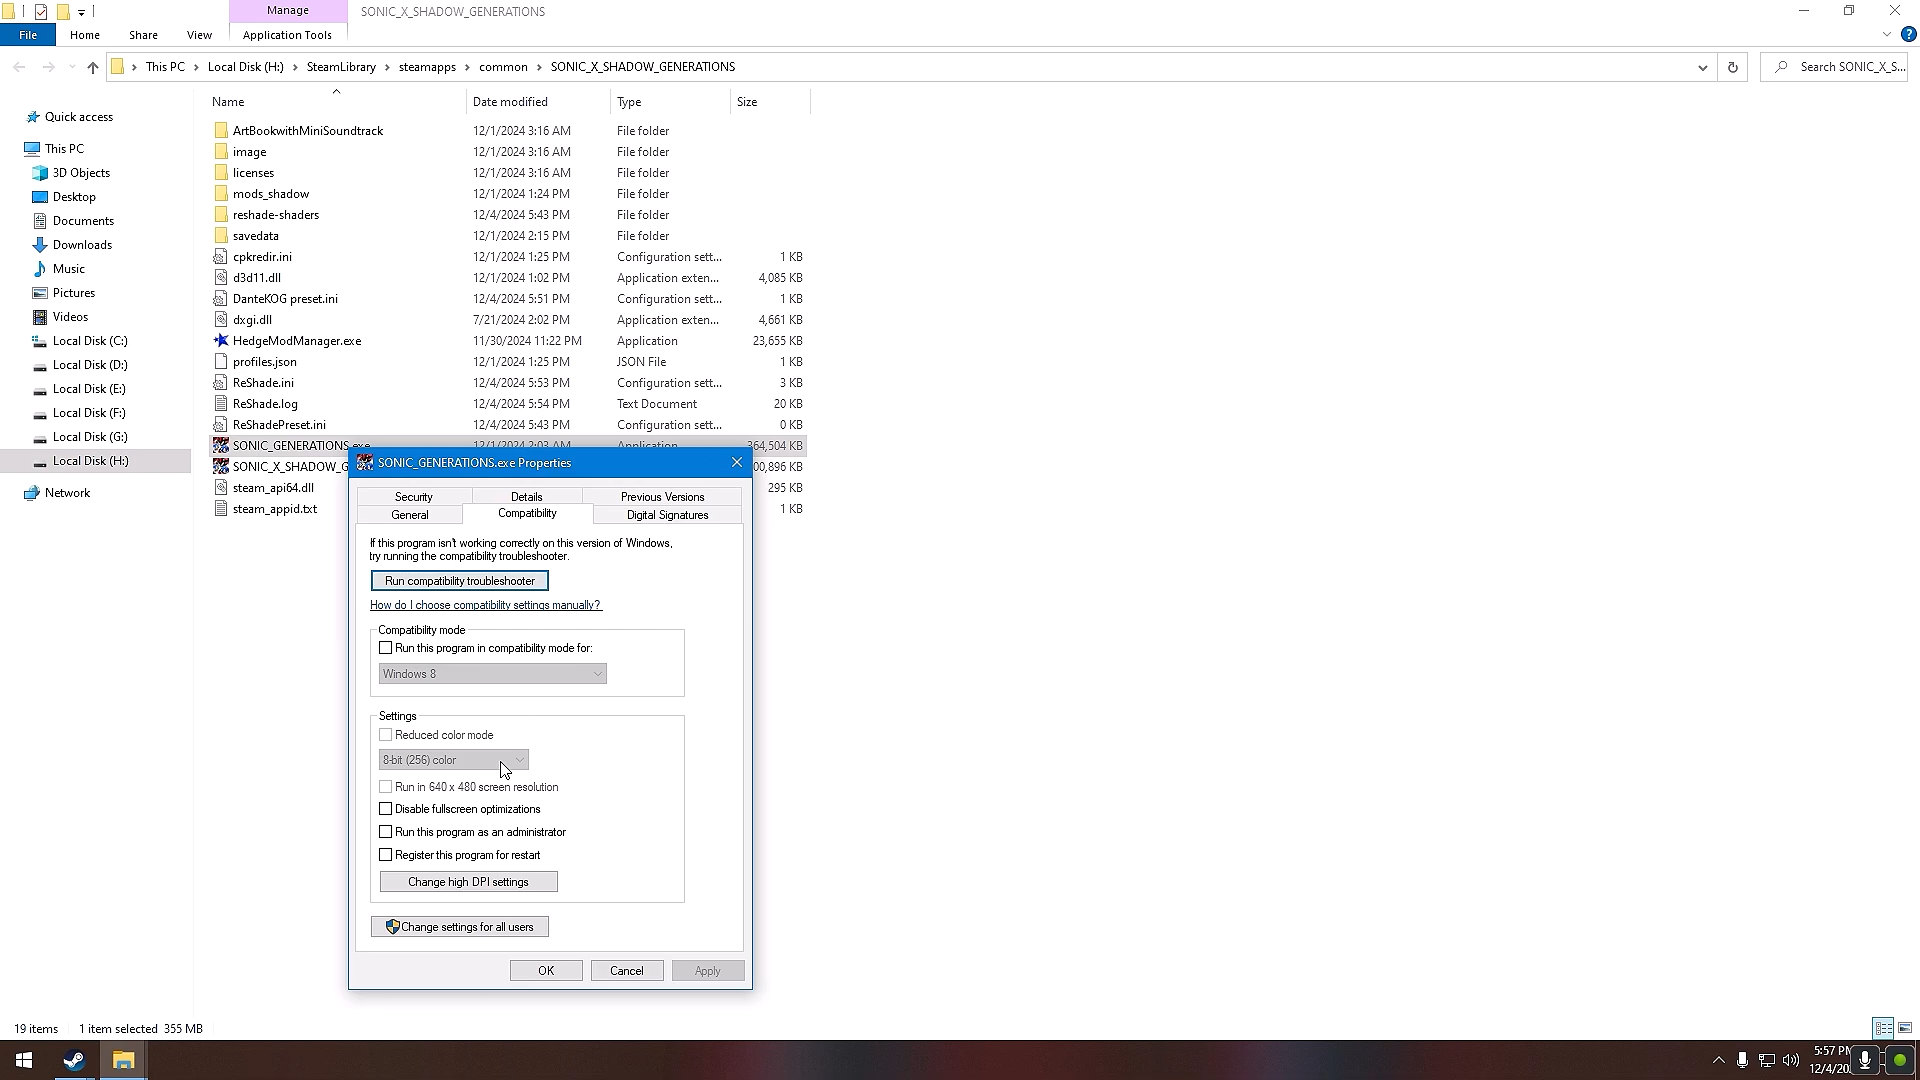 Manage
SONIC_X_SHADOW_GENERATIONS
File
Home
Share
View
Application Tools
This PC
Local Disk (H:)
SteamLibrary
steamapps
common
SONIC_X_SHADOW_GENERATIONS
Search SONIC_X_S...
Name
Date modified
Type
Size
Quick access
This PC
3D Objects
Desktop
Documents
Downloads
Music
Pictures
Videos
Local Disk (C:)
Local Disk (D:)
Local Disk (E:)
Local Disk (F:)
Local Disk (G:)
Local Disk (H:)
Network
ArtBookwithMiniSoundtrack 12/1/2024 3:16 AM File folder
image 12/1/2024 3:16 AM File folder
licenses 12/1/2024 3:16 AM File folder
mods_shadow 12/1/2024 1:24 PM File folder
reshade-shaders 12/4/2024 5:43 PM File folder
savedata 12/1/2024 2:15 PM File folder
cpkredir.ini 12/1/2024 1:25 PM Configuration sett... 1 KB
d3d11.dll 12/1/2024 1:02 PM Application exten... 4,085 KB
DanteKOG preset.ini 12/4/2024 5:51 PM Configuration sett... 1 KB
dxgi.dll 7/21/2024 2:02 PM Application exten... 4,661 KB
HedgeModManager.exe 11/30/2024 11:22 PM Application 23,655 KB
profiles.json 12/1/2024 1:25 PM JSON File 1 KB
ReShade.ini 12/4/2024 5:53 PM Configuration sett... 3 KB
ReShade.log 12/4/2024 5:54 PM Text Document 20 KB
ReShadePreset.ini 12/4/2024 5:43 PM Configuration sett... 0 KB
SONIC_GENERATIONS.exe 12/1/2024 2:03 AM Application 364,504 KB
SONIC_X_SHADOW_G 00,896 KB
steam_api64.dll 295 KB
steam_appid.txt 1 KB
SONIC_GENERATIONS.exe Properties
Security
Details
Previous Versions
General
Compatibility
Digital Signatures
If this program isn't working correctly on this version of Windows,
try running the compatibility troubleshooter.
Run compatibility troubleshooter
How do I choose compatibility settings manually?
Compatibility mode
Run this program in compatibility mode for:
Windows 8
Settings
Reduced color mode
8-bit (256) color
Run in 640 x 480 screen resolution
Disable fullscreen optimizations
Run this program as an administrator
Register this program for restart
Change high DPI settings
Change settings for all users
OK
Cancel
Apply
19 items
1 item selected 355 MB
5:57 PM
12/4/20